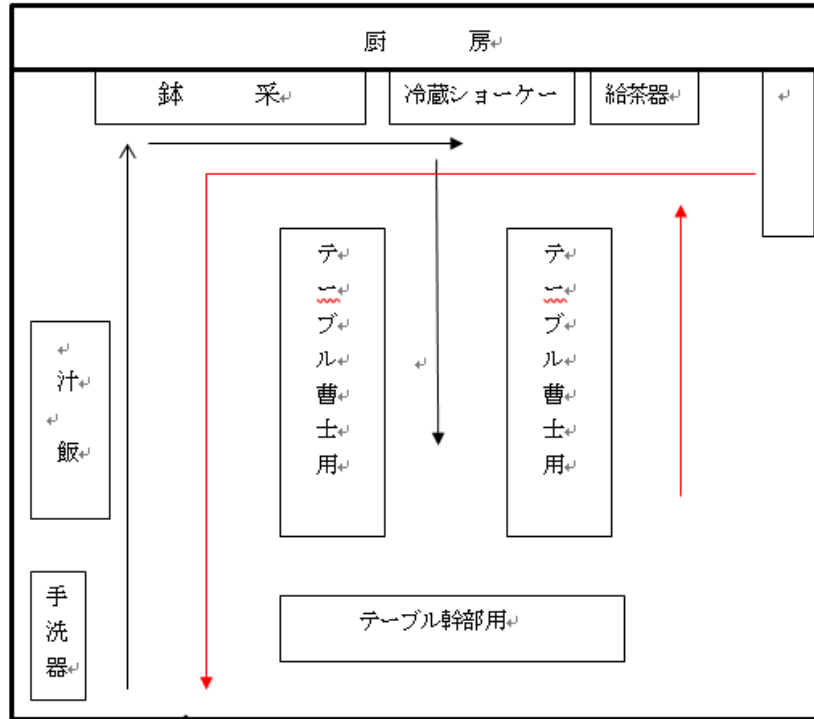 厨　　　房
鉢　　　采
冷蔵ショーケー
給茶器
テーブル曹士用
テーブル曹士用
汁
飯
手洗器
テーブル幹部用